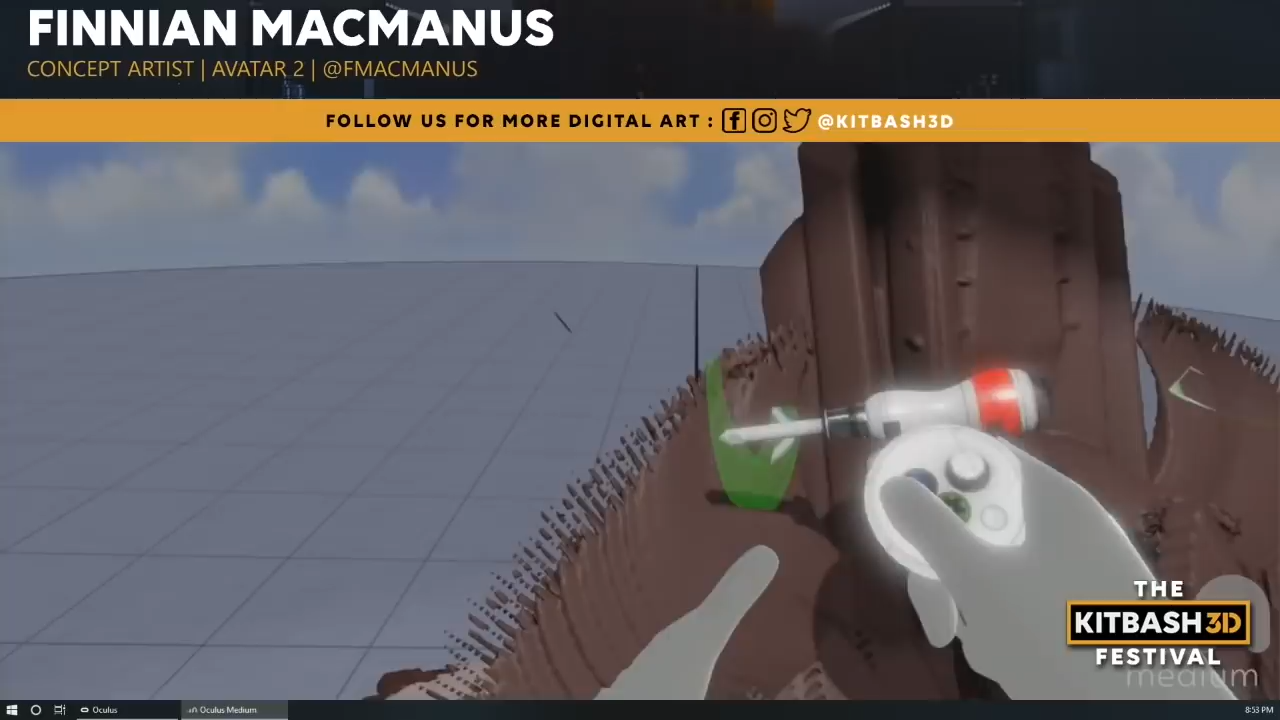 FINNIAN MACMANUS
CONCEPT ARTIST | AVATAR 2 | @FMACMANUS
FOLLOW US FOR MORE DIGITAL ART : @KITBASH3D
THE
KITBASH3D
FESTIVAL
medium
Oculus
Oculus Medium
8:53 PM